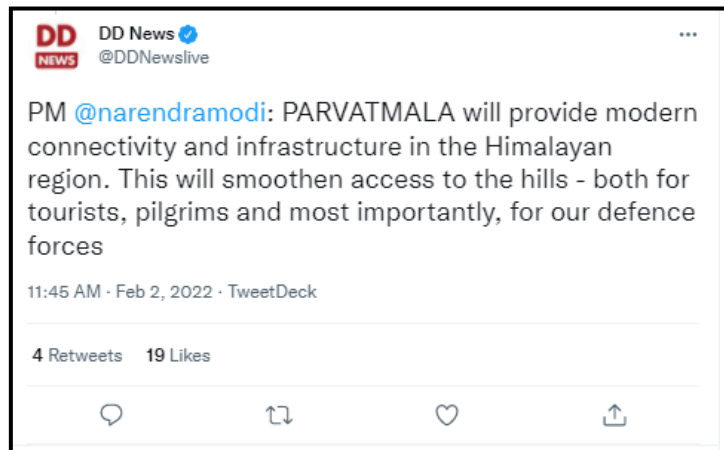 DD
NEWS
DD News
@DDNewslive
PM @narendramodi: PARVATMALA will provide modern
connectivity and infrastructure in the Himalayan
region. This will smoothen access to the hills - both for
tourists, pilgrims and most importantly, for our defence
forces
11:45 AM · Feb 2, 2022 · TweetDeck
4 Retweets 19 Likes